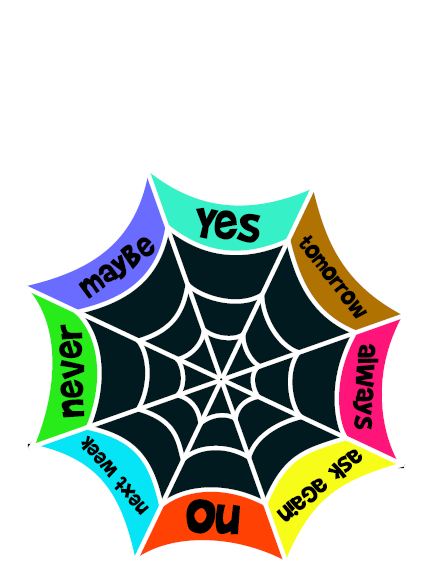 yes
tomorrow
always
ask again
no
next week
never
maybe